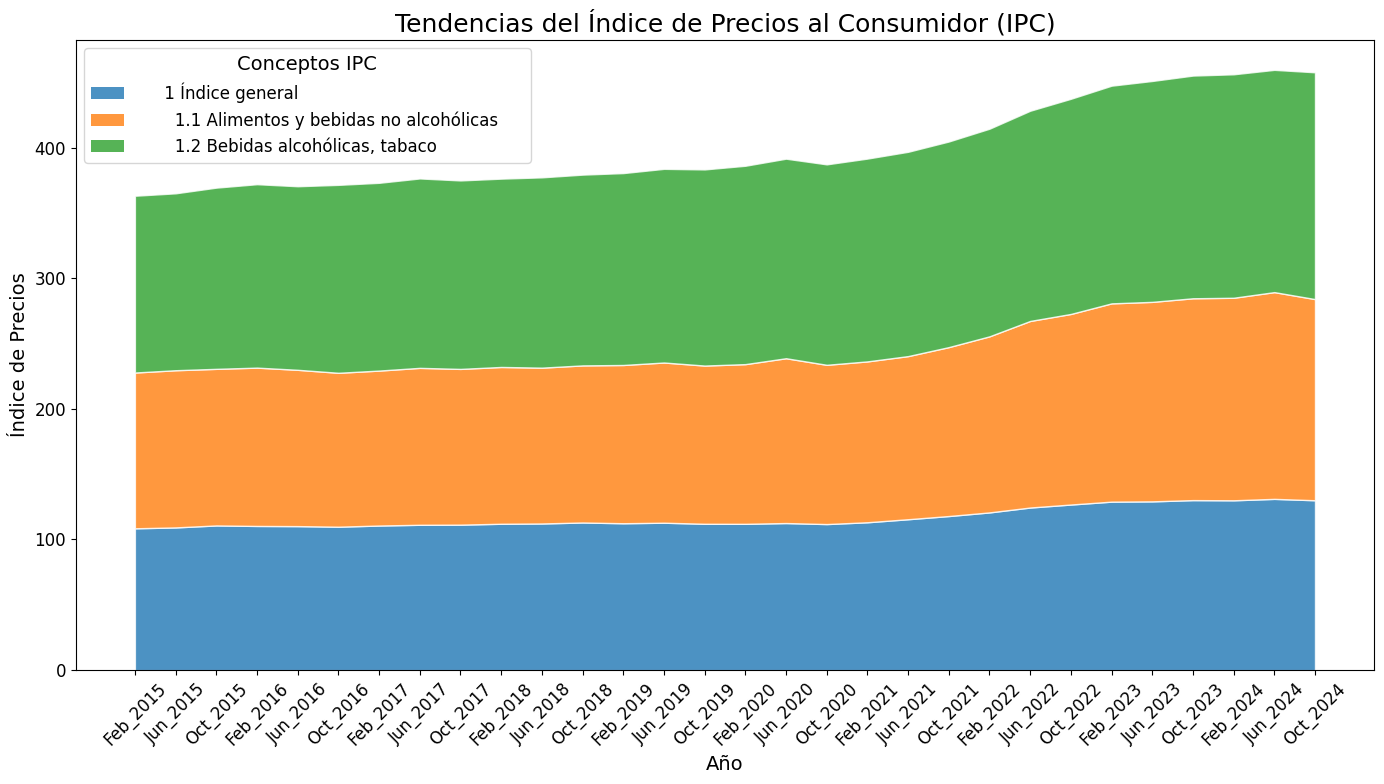 Tendencias del Índice de Precios al Consumidor (IPC)
Conceptos IPC
1 Índice general
1.1 Alimentos y bebidas no alcohólicas
1.2 Bebidas alcohólicas, tabaco
Índice de Precios
400
300
200
100
0
Feb_2015
Jun_2015
Oct_2015
Feb_2016
Jun_2016
Oct_2016
Feb_2017
Jun_2017
Oct_2017
Feb_2018
Jun_2018
Oct_2018
Feb_2019
Jun_2019
Oct_2019
Feb_2020
Jun_2020
Oct_2020
Feb_2021
Jun_2021
Oct_2021
Feb_2022
Jun_2022
Oct_2022
Feb_2023
Jun_2023
Oct_2023
Feb_2024
Jun_2024
Oct_2024
Año